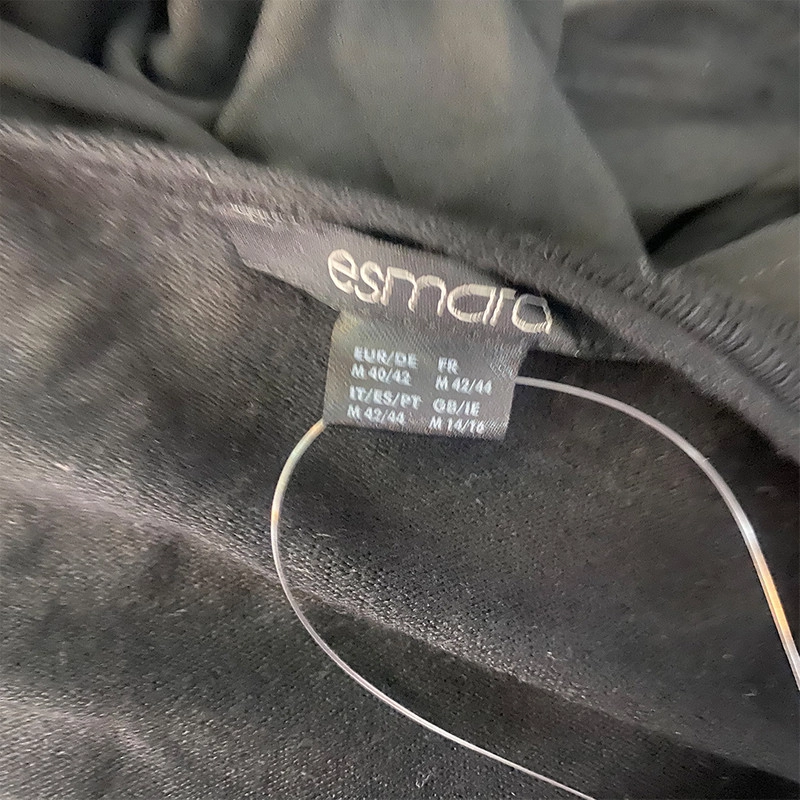 esmara
EUR/DE FR
M 40/42 M 42/44
IT/ES/PT GB/IE
M 42/44 M 14/16